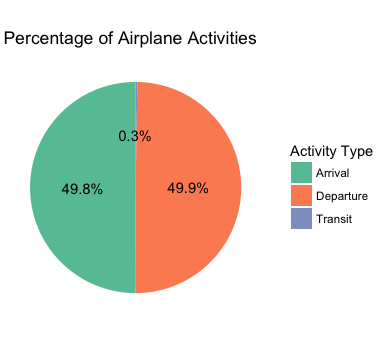 Percentage of Airplane Activities
0.3%
49.8%
49.9%
Activity Type
Arrival
Departure
Transit